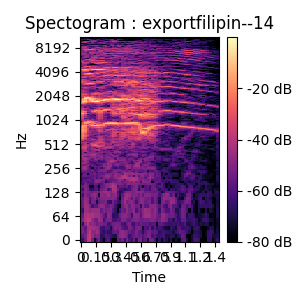 Spectogram : exportfilipin--14
8192
4096
2048
1024
512
256
128
64
0
Hz
-20 dB
-40 dB
-60 dB
-80 dB
Time